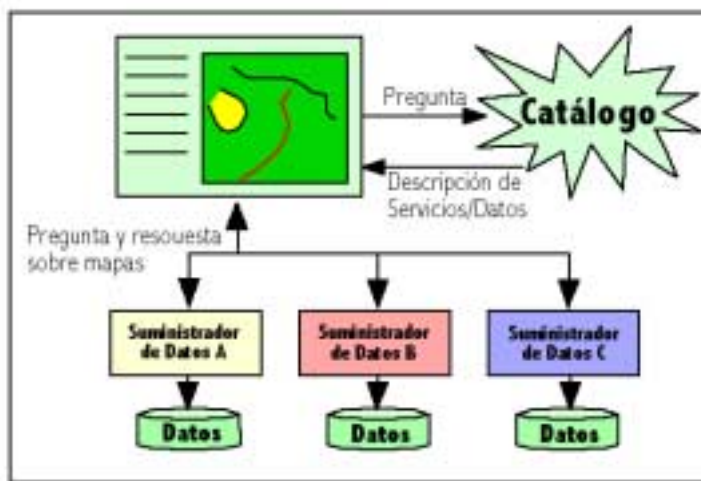 Pregunta
Catálogo
Descripción de
Servicios/Datos
Pregunta y resouesta
sobre mapas
Suministrador
de Datos A
Suministrador
de Datos B
Suministrador
de Datos C
Datos
Datos
Datos